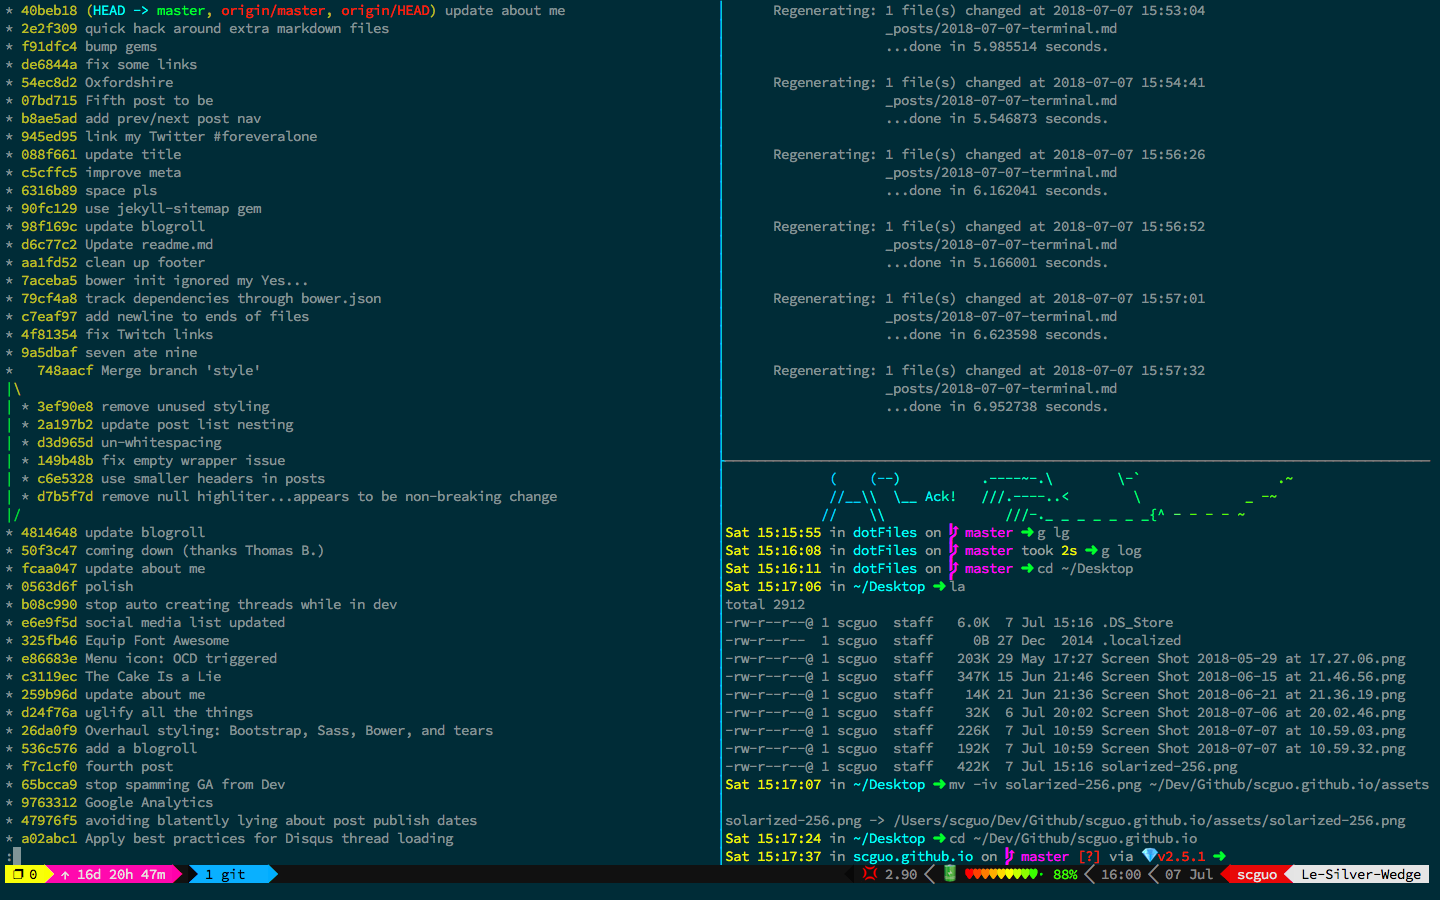 * 40beb18 (HEAD -> master, origin/master, origin/HEAD) update about me
* 2e2f309 quick hack around extra markdown files
* f91dfc4 bump gems
* de6844a fix some links
* 54ec8d2 Oxfordshire
* 07bd715 Fifth post to be
* b8ae5ad add prev/next post nav
* 945ed95 link my Twitter #foreveralone
* 088f661 update title
* c5cffc5 improve meta
* 6316b89 space pls
* 90fc129 use jekyll-sitemap gem
* 98f169c update blogroll
* d6c77c2 Update readme.md
* aa1fd52 clean up footer
* 7aceba5 bower init ignored my Yes...
* 79cf4a8 track dependencies through bower.json
* c7eaf97 add newline to ends of files
* 4f81354 fix Twitch links
* 9a5dbaf seven ate nine
*   748aacf Merge branch 'style'
|\
| * 3ef90e8 remove unused styling
| * 2a197b2 update post list nesting
| * d3d965d un-whitespacing
| * 149b48b fix empty wrapper issue
| * c6e5328 use smaller headers in posts
| * d7b5f7d remove null highliter...appears to be non-breaking change
|/
* 4814648 update blogroll
* 50f3c47 coming down (thanks Thomas B.)
* fcaa047 update about me
* 0563d6f polish
* b08c990 stop auto creating threads while in dev
* e6e9f5d social media list updated
* 325fb46 Equip Font Awesome
* e86683e Menu icon: OCD triggered
* c3119ec The Cake Is a Lie
* 259b96d update about me
* d24f76a uglify all the things
* 26da0f9 Overhaul styling: Bootstrap, Sass, Bower, and tears
* 536c576 add a blogroll
* f7c1cf0 fourth post
* 65bcca9 stop spamming GA from Dev
* 9763312 Google Analytics
* 47976f5 avoiding blatently lying about post publish dates
* a02abc1 Apply best practices for Disqus thread loading
:
Regenerating: 1 file(s) changed at 2018-07-07 15:53:04
_posts/2018-07-07-terminal.md
...done in 5.985514 seconds.
Regenerating: 1 file(s) changed at 2018-07-07 15:54:41
_posts/2018-07-07-terminal.md
...done in 5.546873 seconds.
Regenerating: 1 file(s) changed at 2018-07-07 15:56:26
_posts/2018-07-07-terminal.md
...done in 6.162041 seconds.
Regenerating: 1 file(s) changed at 2018-07-07 15:56:52
_posts/2018-07-07-terminal.md
...done in 5.166001 seconds.
Regenerating: 1 file(s) changed at 2018-07-07 15:57:01
_posts/2018-07-07-terminal.md
...done in 6.623598 seconds.
Regenerating: 1 file(s) changed at 2018-07-07 15:57:32
_posts/2018-07-07-terminal.md
...done in 6.952738 seconds.
(    (--)          .----~-.\        \-`                 .~
//__\\  \__ Ack!   ///.----..<        \             _ -~
//    \\               ///-._ _ _ _ _ _ _{^ - - - - ~
Sat 15:15:55 in dotFiles on master ➜ g lg
Sat 15:16:08 in dotFiles on master took 2s ➜ g log
Sat 15:16:11 in dotFiles on master ➜ cd ~/Desktop
Sat 15:17:06 in ~/Desktop ➜ la
total 2912
-rw-r--r--@ 1 scguo  staff   6.0K  7 Jul 15:16 .DS_Store
-rw-r--r--  1 scguo  staff     0B 27 Dec  2014 .localized
-rw-r--r--@ 1 scguo  staff   203K 29 May 17:27 Screen Shot 2018-05-29 at 17.27.06.png
-rw-r--r--@ 1 scguo  staff   347K 15 Jun 21:46 Screen Shot 2018-06-15 at 21.46.56.png
-rw-r--r--@ 1 scguo  staff    14K 21 Jun 21:36 Screen Shot 2018-06-21 at 21.36.19.png
-rw-r--r--@ 1 scguo  staff    32K  6 Jul 20:02 Screen Shot 2018-07-06 at 20.02.46.png
-rw-r--r--@ 1 scguo  staff   226K  7 Jul 10:59 Screen Shot 2018-07-07 at 10.59.03.png
-rw-r--r--@ 1 scguo  staff   192K  7 Jul 10:59 Screen Shot 2018-07-07 at 10.59.32.png
-rw-r--r--@ 1 scguo  staff   422K  7 Jul 15:16 solarized-256.png
Sat 15:17:07 in ~/Desktop ➜ mv -iv solarized-256.png ~/Dev/Github/scguo.github.io/assets
solarized-256.png -> /Users/scguo/Dev/Github/scguo.github.io/assets/solarized-256.png
Sat 15:17:24 in ~/Desktop ➜ cd ~/Dev/Github/scguo.github.io
Sat 15:17:37 in scguo.github.io on master [?] via 💎v2.5.1 ➜
❐ 0 ↑ 16d 20h 47m 1 git 2.90 🔋 ♥♥♥♥♥♥♥♥♥· 88% 16:00 07 Jul scguo Le-Silver-Wedge